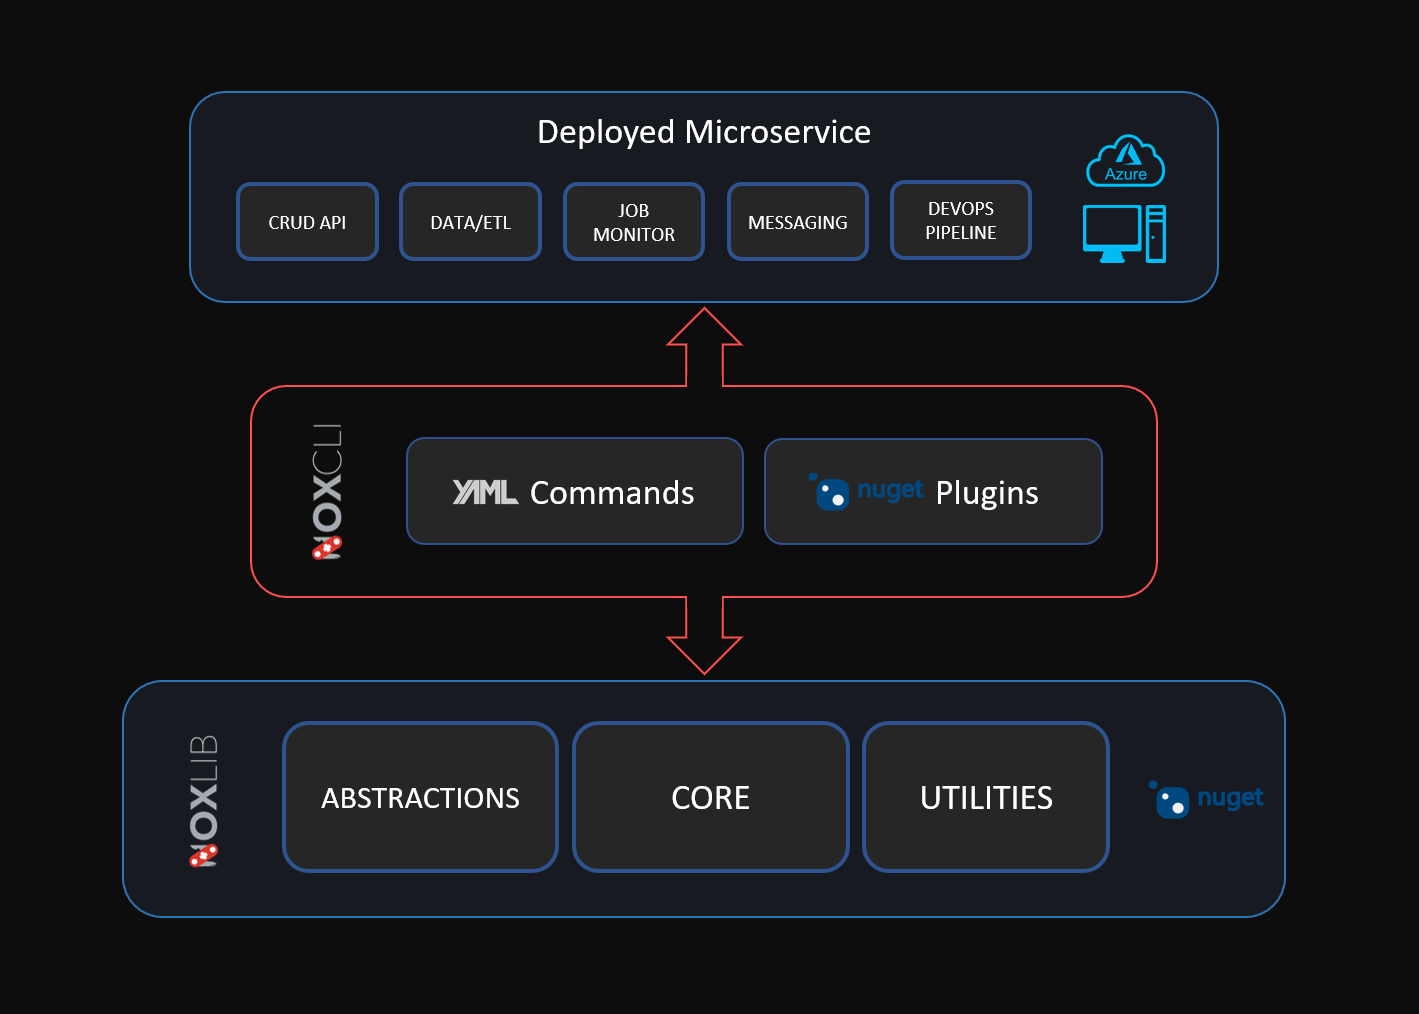 Deployed Microservice
Azure
CRUD API
DATA/ETL
JOB
MONITOR
MESSAGING
DEVOPS
PIPELINE
NOXCLI
YAML Commands
nuget Plugins
NOXLIB
ABSTRACTIONS
CORE
UTILITIES
nuget